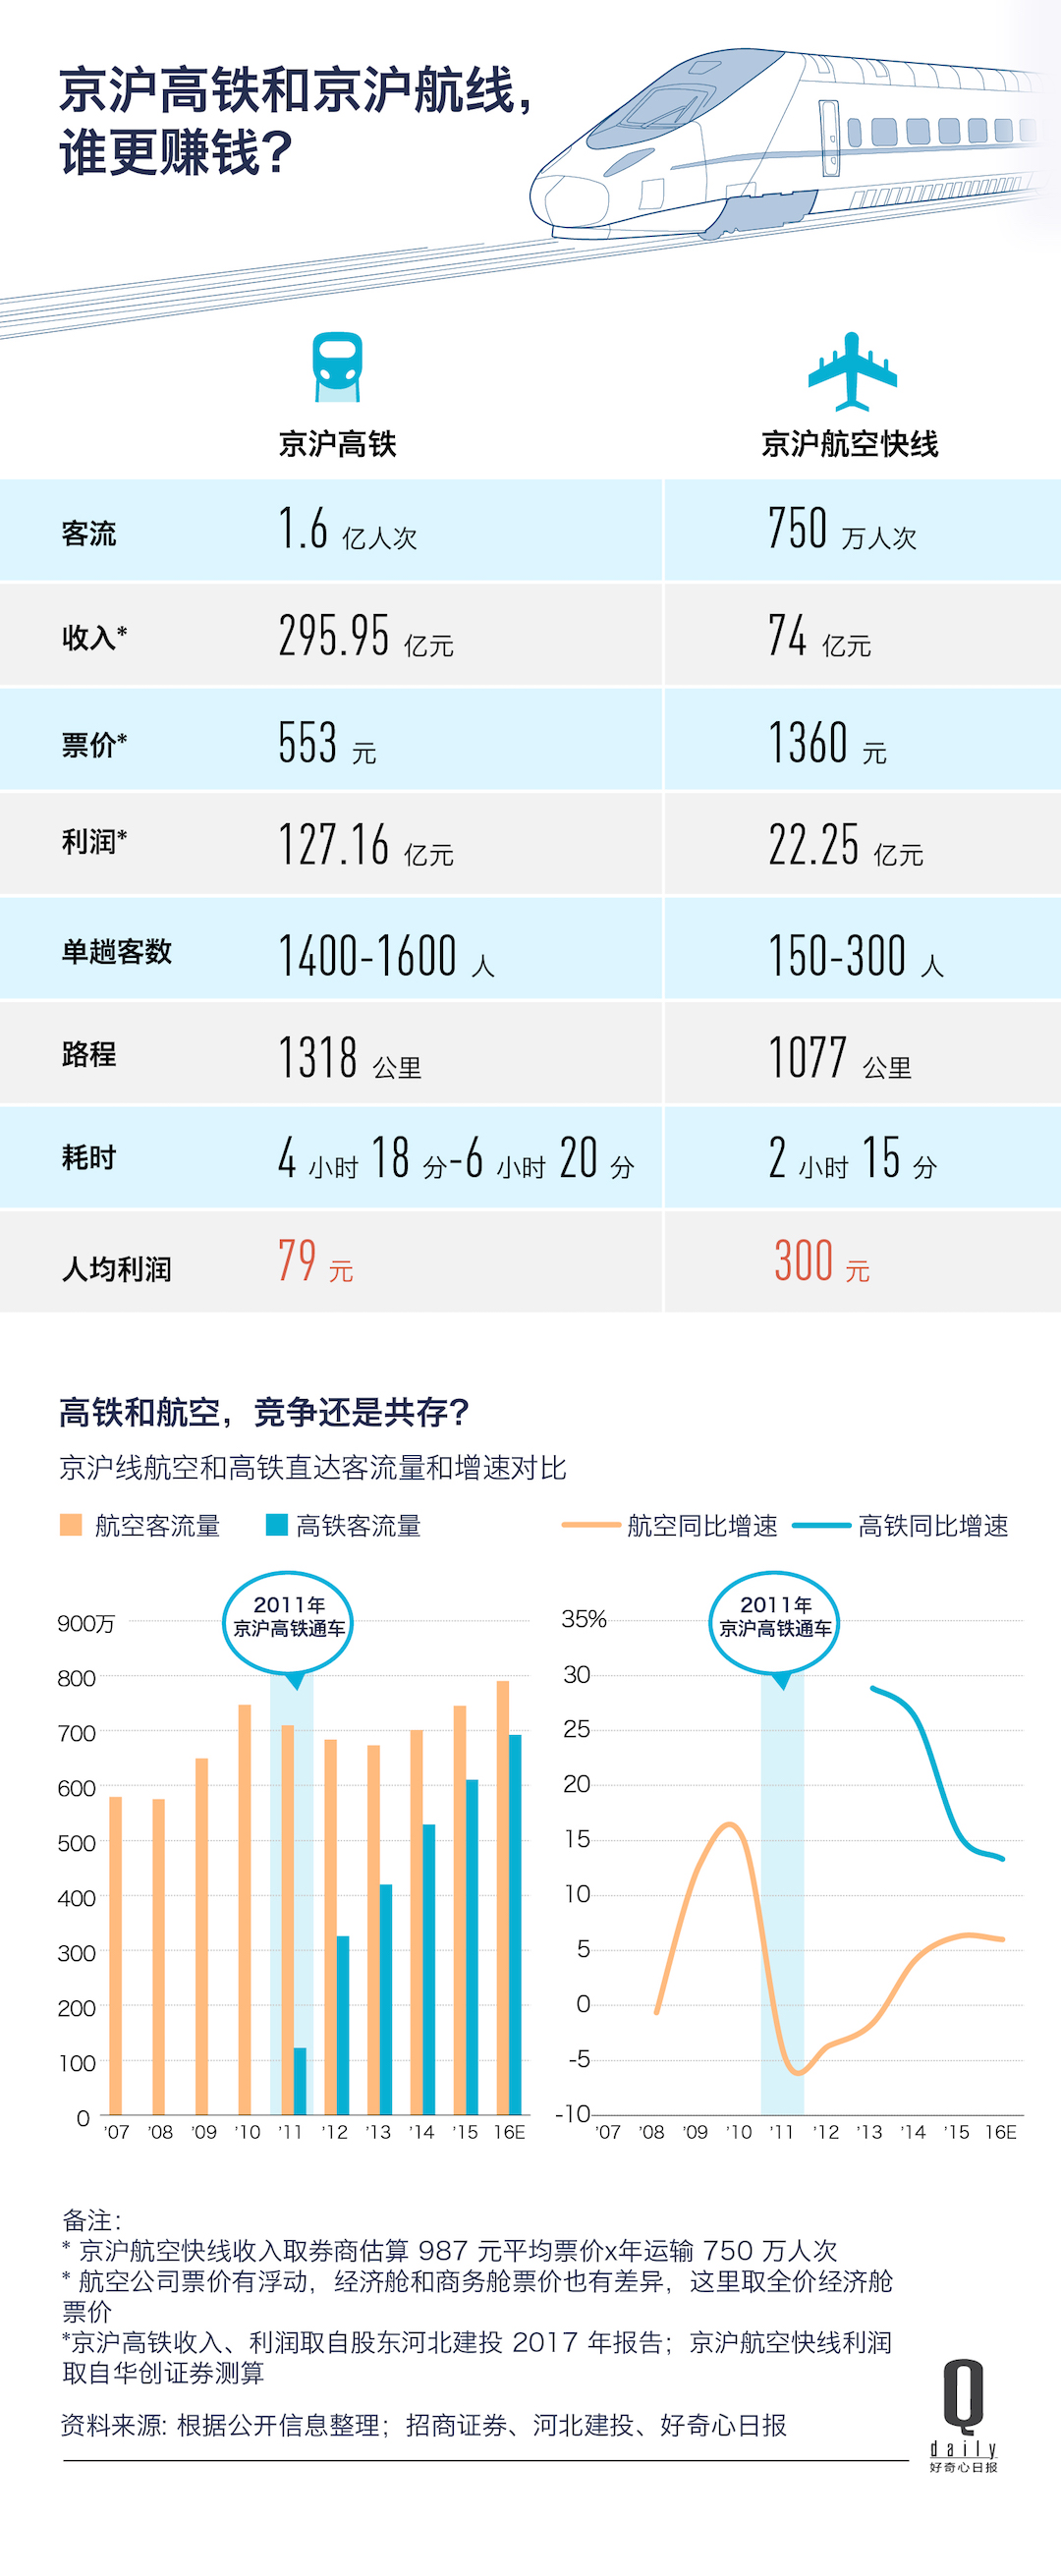 京沪高铁和京沪航线，
谁更赚钱？
京沪高铁 京沪航空快线
客流 1.6 亿人次 750 万人次
收入* 295.95 亿元 74 亿元
票价* 553 元 1360 元
利润* 127.16 亿元 22.25 亿元
单趟客数 1400-1600 人 150-300 人
路程 1318 公里 1077 公里
耗时 4 小时 18 分-6 小时 20 分 2 小时 15 分
人均利润 79 元 300 元
高铁和航空，竞争还是共存？
京沪线航空和高铁直达客流量和增速对比
航空客流量 高铁客流量 航空同比增速 高铁同比增速
2011年
京沪高铁通车
900万
800
700
600
500
400
300
200
100
0
'07 '08 '09 '10 '11 '12 '13 '14 '15 16E
2011年
京沪高铁通车
35%
30
25
20
15
10
5
0
-5
-10
'07 '08 '09 '10 '11 '12 '13 '14 '15 16E
备注：
* 京沪航空快线收入取券商估算 987 元平均票价x年运输 750 万人次
* 航空公司票价有浮动，经济舱和商务舱票价也有差异，这里取全价经济舱
票价
*京沪高铁收入、利润取自股东河北建投 2017 年报告；京沪航空快线利润
取自华创证券测算
资料来源: 根据公开信息整理；招商证券、河北建投、好奇心日报
Q
daily
好奇心日报